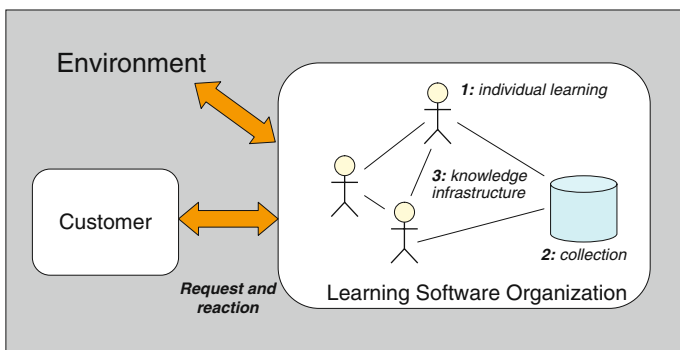 Environment
1: individual learning
3: knowledge
infrastructure
Customer
2: collection
Request and
reaction
Learning Software Organization